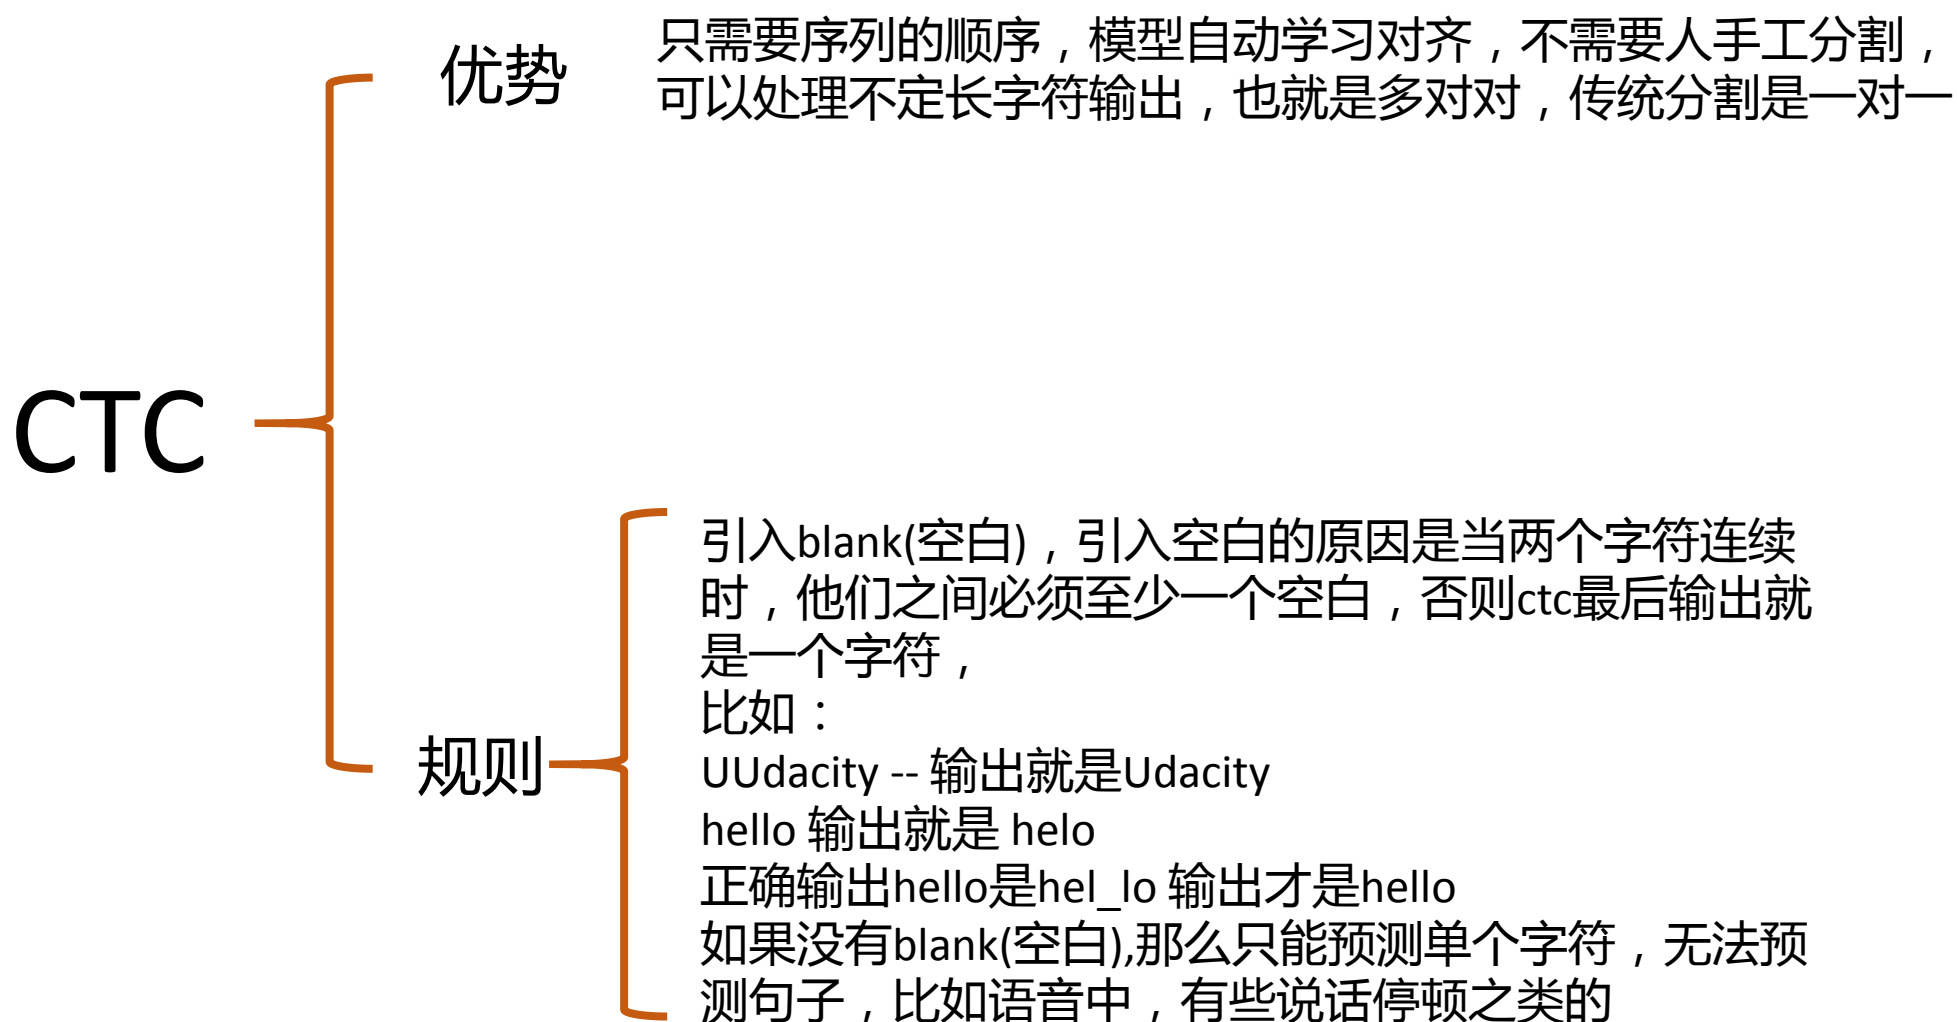 CTC
优势
只需要序列的顺序，模型自动学习对齐，不需要人手工分割，
可以处理不定长字符输出，也就是多对对，传统分割是一对一
规则
引入blank(空白)，引入空白的原因是当两个字符连续
时，他们之间必须至少一个空白，否则ctc最后输出就
是一个字符，
比如：
UUdacity -- 输出就是Udacity
hello 输出就是 helo
正确输出hello是hel_lo 输出才是hello
如果没有blank(空白),那么只能预测单个字符，无法预
测句子，比如语音中，有些说话停顿之类的